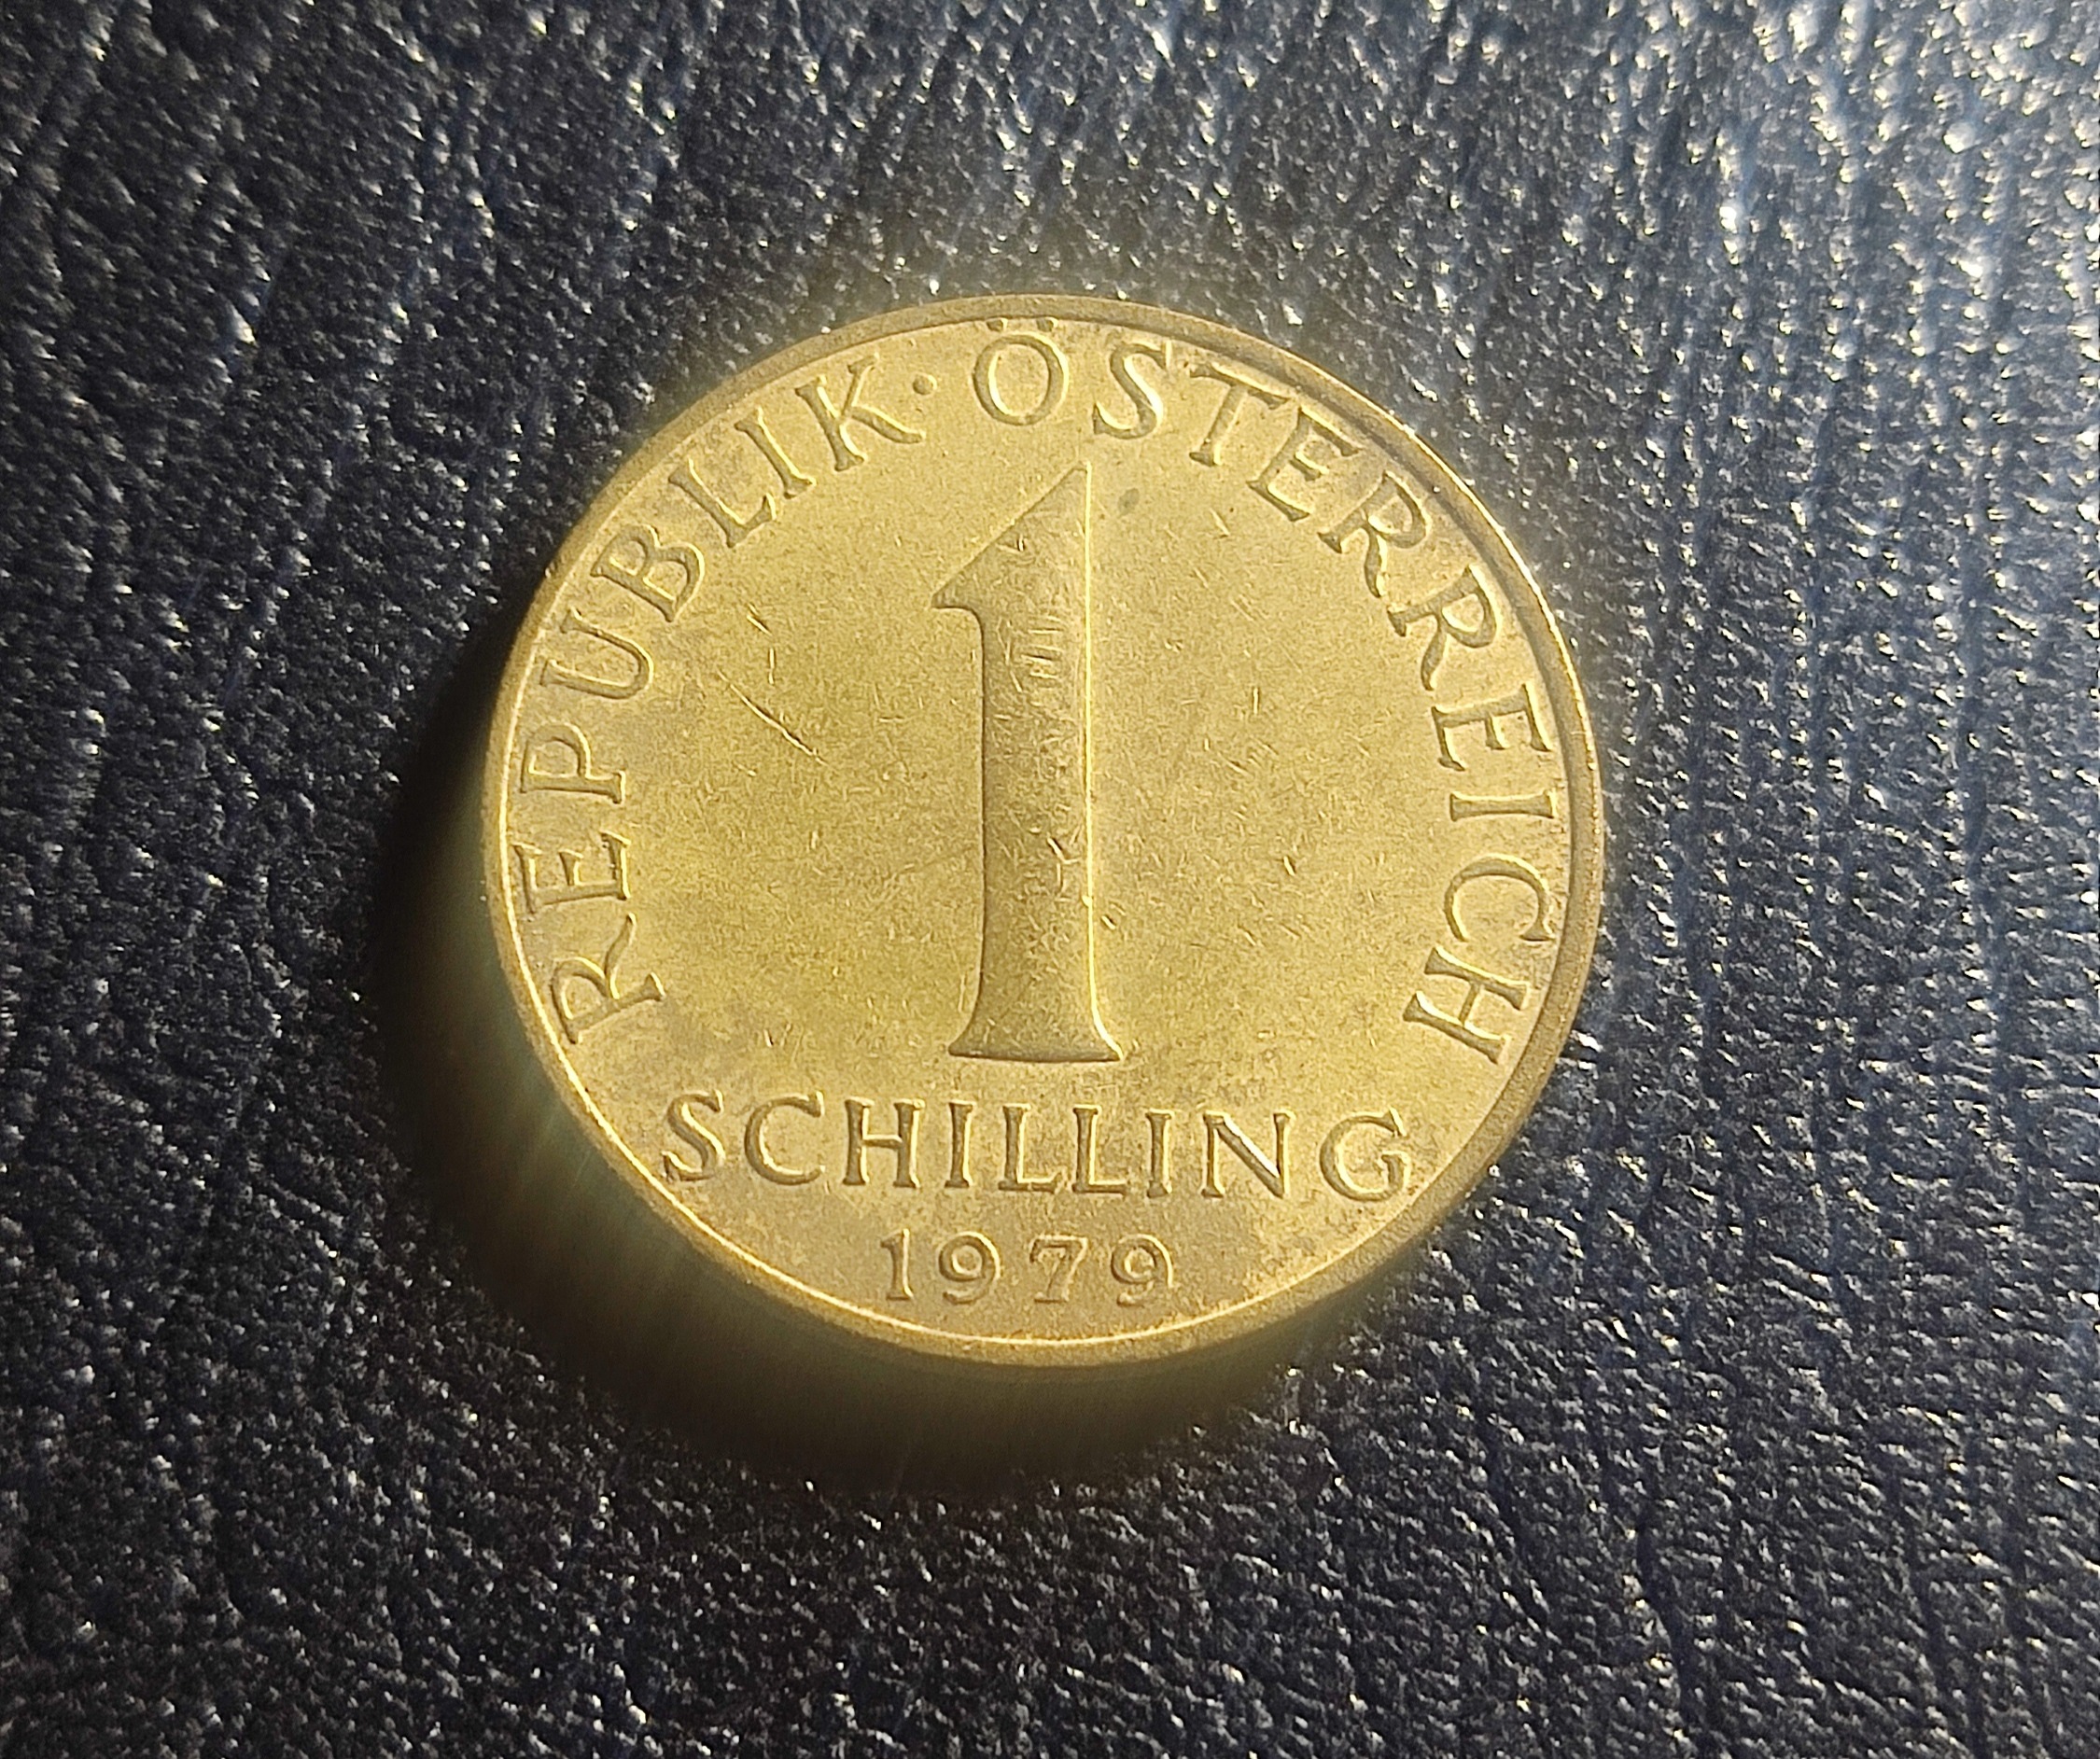 REPUBLIK · ÖSTERREICH
1
SCHILLING
1979